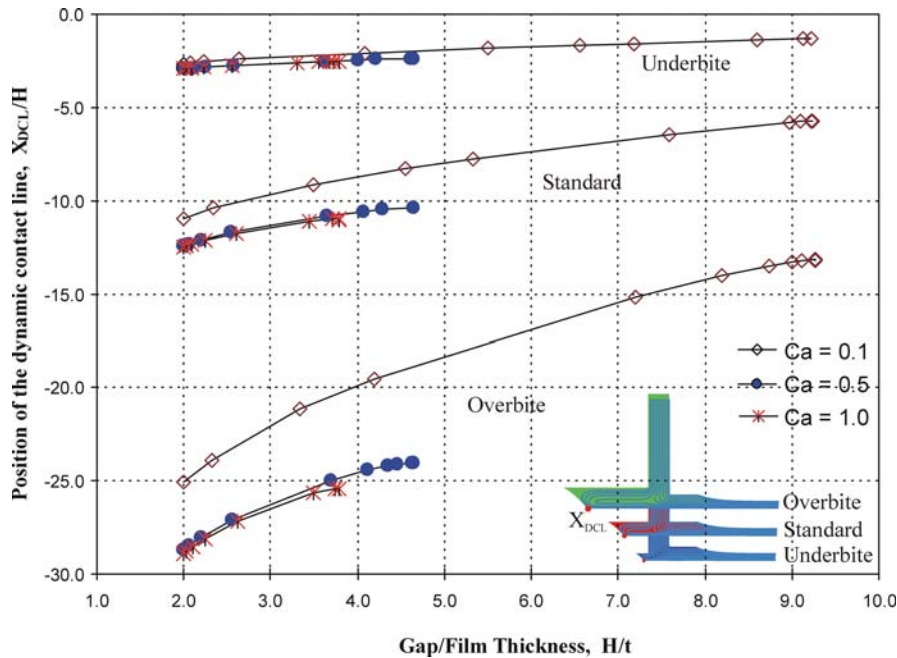 Position of the dynamic contact line, XDCL/H
0.0
-5.0
-10.0
-15.0
-20.0
-25.0
-30.0
Underbite
Standard
Overbite
Ca = 0.1
Ca = 0.5
Ca = 1.0
XDCL
Overbite
Standard
Underbite
1.0 2.0 3.0 4.0 5.0 6.0 7.0 8.0 9.0 10.0
Gap/Film Thickness, H/t